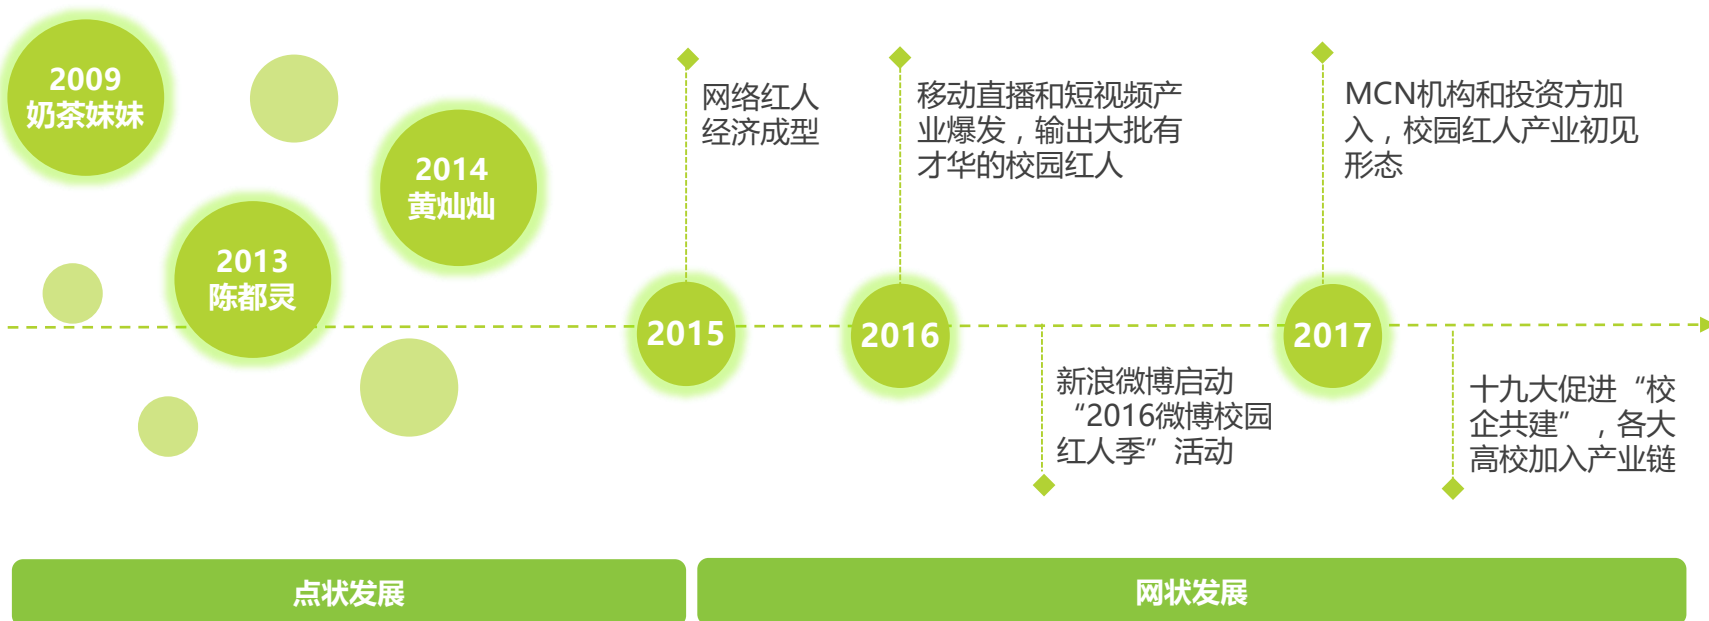 2009
奶茶妹妹
2013
陈都灵
2014
黄灿灿
2015
网络红人
经济成型
2016
移动直播和短视频产
业爆发，输出大批有
才华的校园红人
新浪微博启动
“2016微博校园
红人季”活动
2017
MCN机构和投资方加
入，校园红人产业初见
形态
十九大促进“校
企共建”，各大
高校加入产业链
点状发展
网状发展